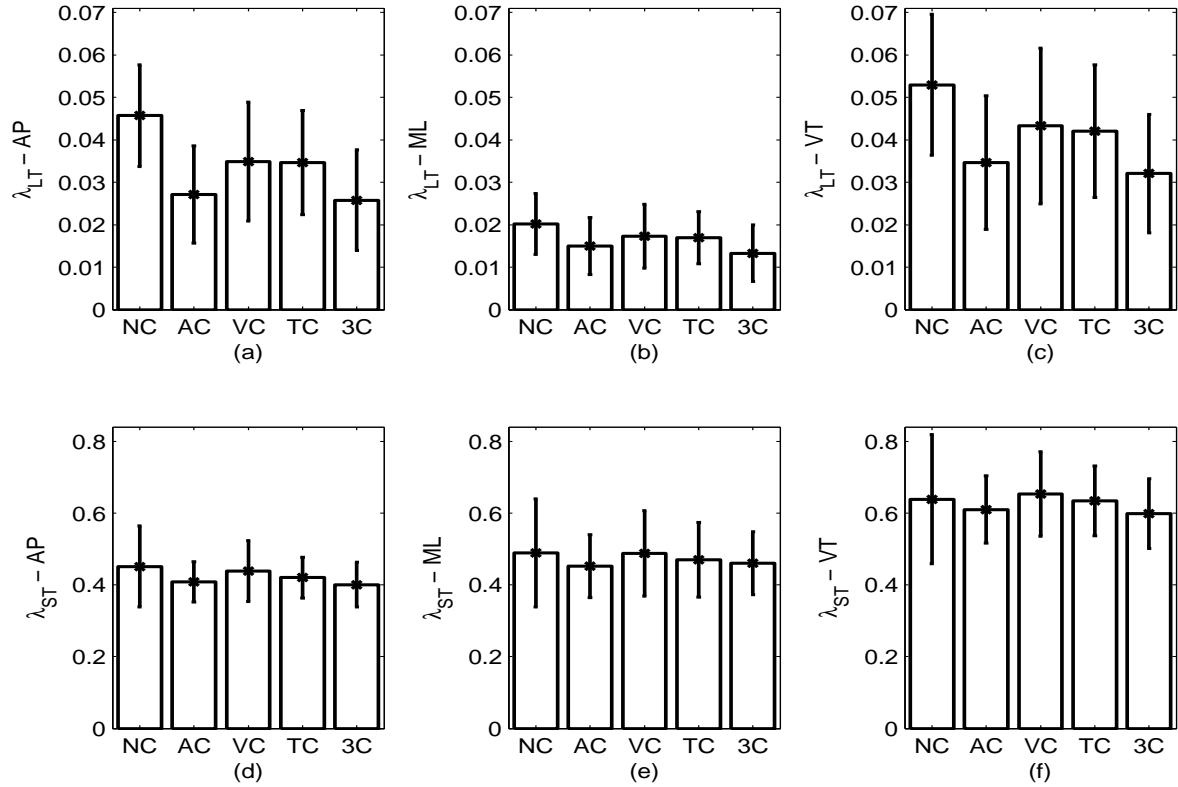 0.07
0.06
0.05
0.04
0.03
0.02
0.01
0
λLT – AP
NC AC VC TC 3C
(a)
0.07
0.06
0.05
0.04
0.03
0.02
0.01
0
λLT – ML
NC AC VC TC 3C
(b)
0.07
0.06
0.05
0.04
0.03
0.02
0.01
0
λLT – VT
NC AC VC TC 3C
(c)
0.8
0.6
0.4
0.2
0
λST – AP
NC AC VC TC 3C
(d)
0.8
0.6
0.4
0.2
0
λST – ML
NC AC VC TC 3C
(e)
0.8
0.6
0.4
0.2
0
λST – VT
NC AC VC TC 3C
(f)